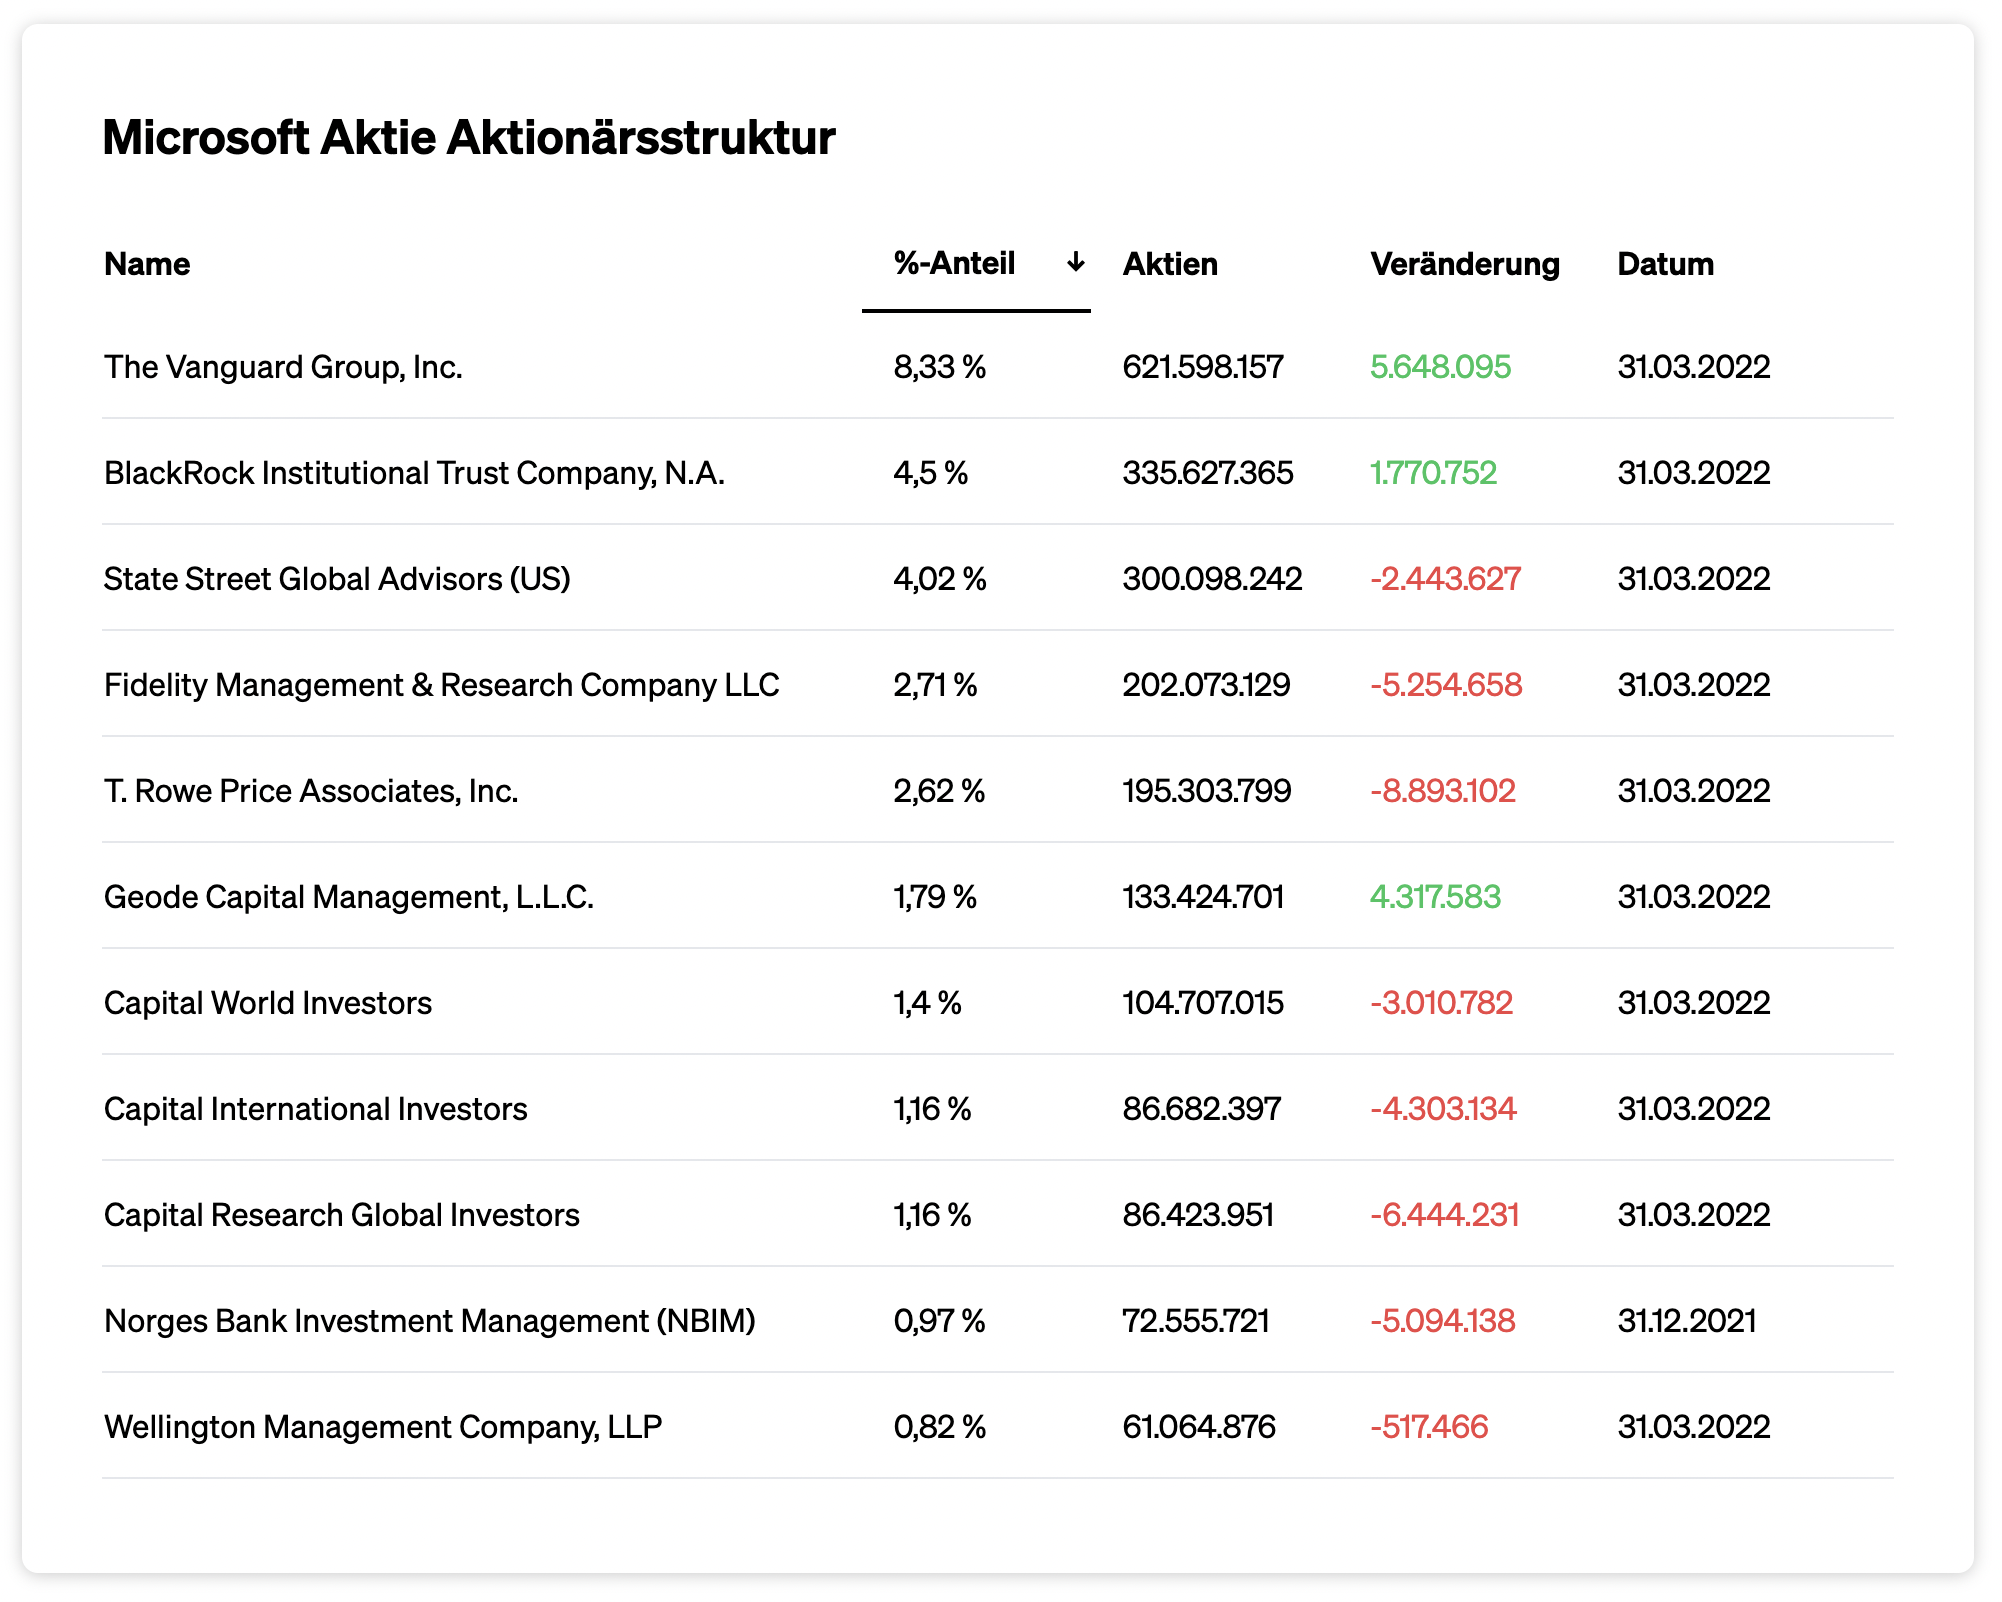 Microsoft Aktie Aktionärsstruktur
Name %-Anteil ↓ Aktien Veränderung Datum
The Vanguard Group, Inc. 8,33 % 621.598.157 5.648.095 31.03.2022
BlackRock Institutional Trust Company, N.A. 4,5 % 335.627.365 1.770.752 31.03.2022
State Street Global Advisors (US) 4,02 % 300.098.242 -2.443.627 31.03.2022
Fidelity Management & Research Company LLC 2,71 % 202.073.129 -5.254.658 31.03.2022
T. Rowe Price Associates, Inc. 2,62 % 195.303.799 -8.893.102 31.03.2022
Geode Capital Management, L.L.C. 1,79 % 133.424.701 4.317.583 31.03.2022
Capital World Investors 1,4 % 104.707.015 -3.010.782 31.03.2022
Capital International Investors 1,16 % 86.682.397 -4.303.134 31.03.2022
Capital Research Global Investors 1,16 % 86.423.951 -6.444.231 31.03.2022
Norges Bank Investment Management (NBIM) 0,97 % 72.555.721 -5.094.138 31.12.2021
Wellington Management Company, LLP 0,82 % 61.064.876 -517.466 31.03.2022